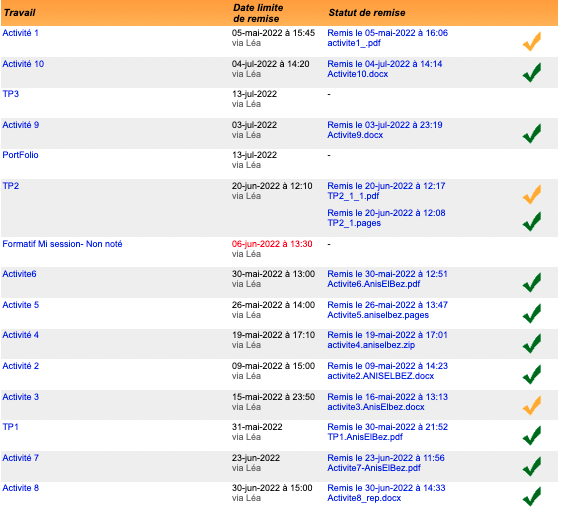 Travail
Date limite
de remise
Statut de remise
Activité 1
05-mai-2022 à 15:45
via Léa
Remis le 05-mai-2022 à 16:06
activite1_.pdf
Activité 10
04-jul-2022 à 14:20
via Léa
Remis le 04-jul-2022 à 14:14
Activite10.docx
TP3
13-jul-2022
via Léa
-
Activité 9
03-jul-2022
via Léa
Remis le 03-jul-2022 à 23:19
Activite9.docx
PortFolio
13-jul-2022
via Léa
-
TP2
20-jun-2022 à 12:10
via Léa
Remis le 20-jun-2022 à 12:17
TP2_1_1.pdf
Remis le 20-jun-2022 à 12:08
TP2_1.pages
Formatif Mi session- Non noté
06-jun-2022 à 13:30
via Léa
-
Activite6
30-mai-2022 à 13:00
via Léa
Remis le 30-mai-2022 à 12:51
Activite6.AnisElBez.pdf
Activite 5
26-mai-2022 à 14:00
via Léa
Remis le 26-mai-2022 à 13:47
Activite5.aniselbez.pages
Activité 4
19-mai-2022 à 17:10
via Léa
Remis le 19-mai-2022 à 17:01
activite4.aniselbez.zip
Activité 2
09-mai-2022 à 15:00
via Léa
Remis le 09-mai-2022 à 14:23
activite2.ANISELBEZ.docx
Activite 3
15-mai-2022 à 23:50
via Léa
Remis le 16-mai-2022 à 13:13
activite3.AnisElbez.docx
TP1
31-mai-2022
via Léa
Remis le 30-mai-2022 à 21:52
TP1.AnisElBez.pdf
Activité 7
23-jun-2022
via Léa
Remis le 23-jun-2022 à 11:56
Activite7-AnisElBez.pdf
Activite 8
30-jun-2022 à 15:00
via Léa
Remis le 30-jun-2022 à 14:33
Activite8_rep.docx